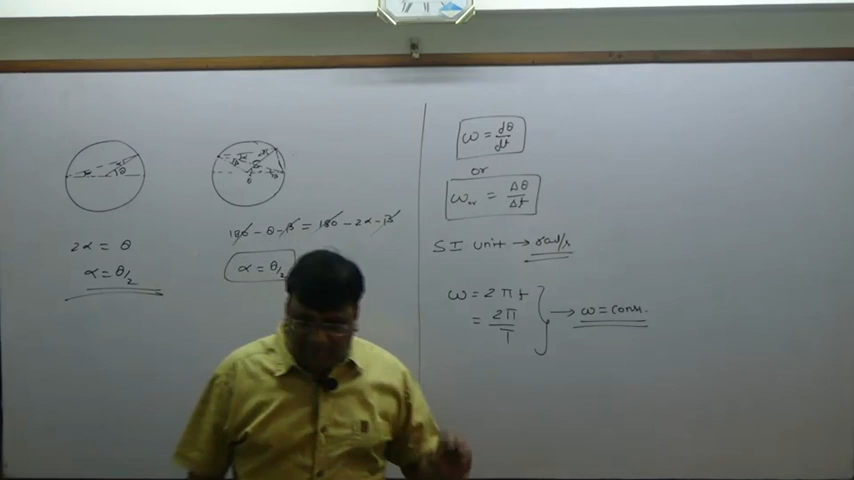 2α = θ
α = θ/2
180 - θ - β = 180 - 2α - β
α = θ/2
ω = dθ/dt
or
ωav = Δθ/Δt
SI unit → rad/s
ω = 2πf
= 2π/T → ω = const.